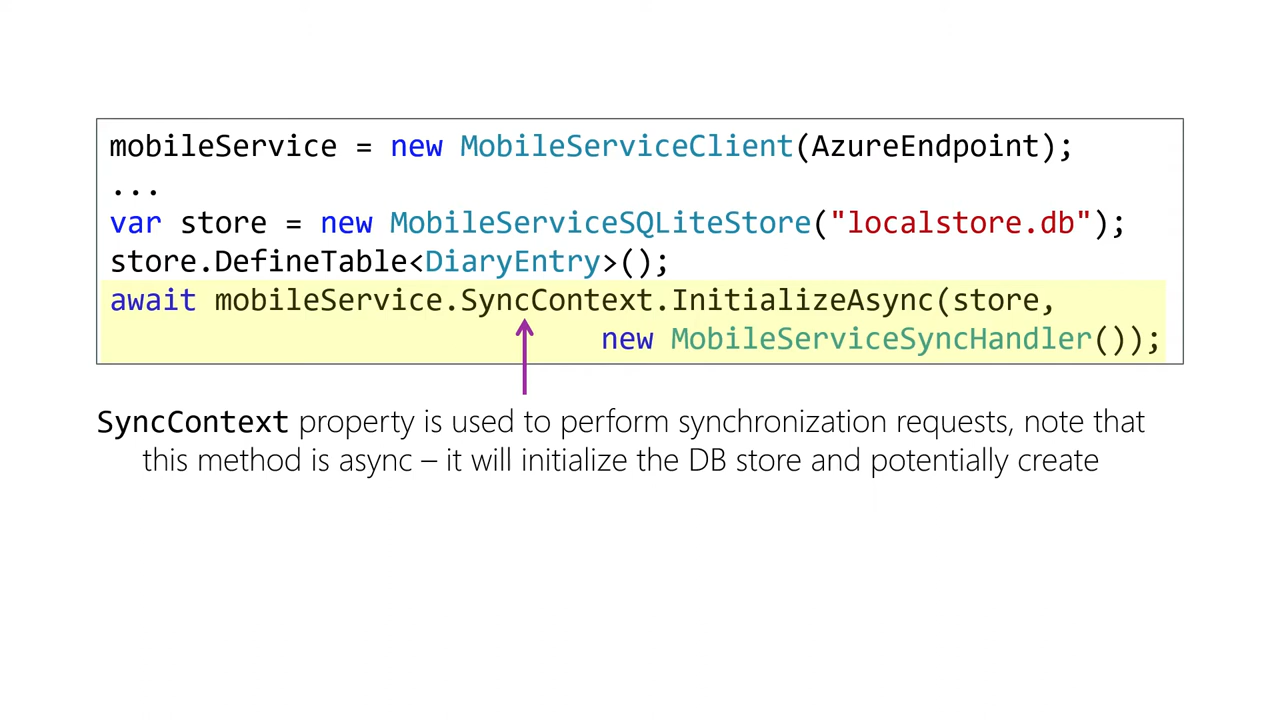 mobileService = new MobileServiceClient(AzureEndpoint);
...
var store = new MobileServiceSQLiteStore("localstore.db");
store.DefineTable<DiaryEntry>();
await mobileService.SyncContext.InitializeAsync(store,
new MobileServiceSyncHandler());
SyncContext property is used to perform synchronization requests, note that
this method is async – it will initialize the DB store and potentially create